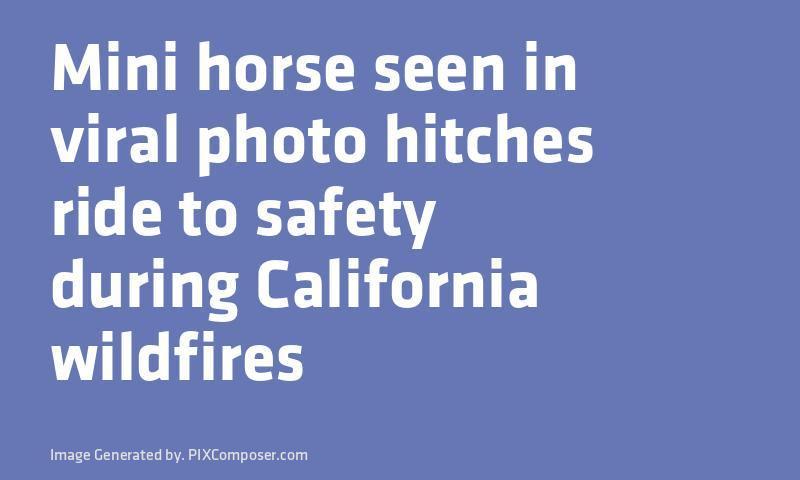 Mini horse seen in
viral photo hitches
ride to safety
during California
wildfires
Image Generated by. PIXComposer.com